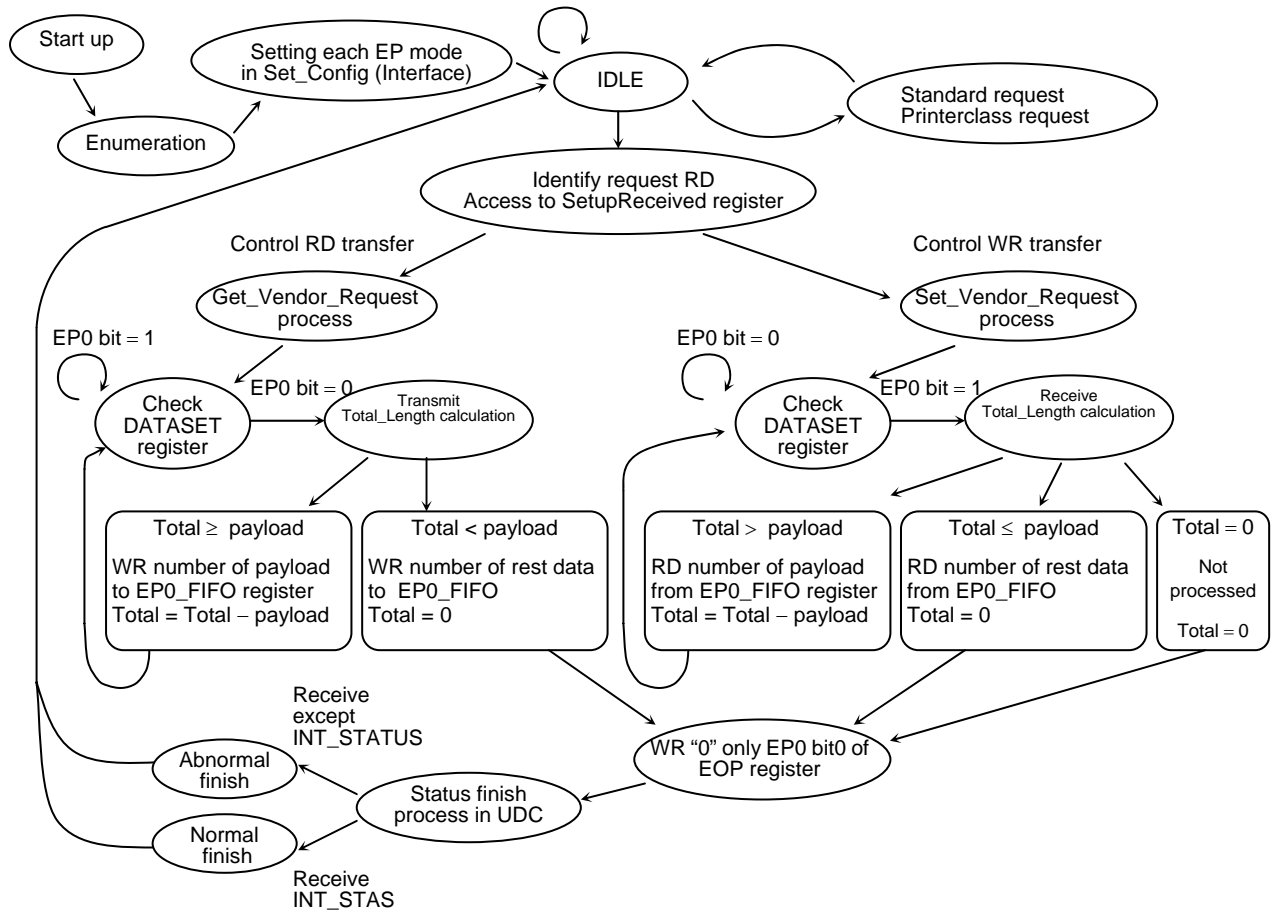 Start up
Setting each EP mode
in Set_Config (Interface)
IDLE
Standard request
Printerclass request
Enumeration
Identify request RD
Access to SetupReceived register
Control RD transfer
Control WR transfer
Get_Vendor_Request
process
Set_Vendor_Request
process
EP0 bit = 1
EP0 bit = 0
Check
DATASET
register
EP0 bit = 0
Transmit
Total_Length calculation
Check
DATASET
register
EP0 bit = 1
Receive
Total_Length calculation
Total ≥ payload
WR number of payload
to EP0_FIFO register
Total = Total − payload
Total < payload
WR number of rest data
to EP0_FIFO
Total = 0
Total > payload
RD number of payload
from EP0_FIFO register
Total = Total − payload
Total ≤ payload
RD number of rest data
from EP0_FIFO
Total = 0
Total = 0
Not
processed
Total = 0
Receive
except
INT_STATUS
WR “0” only EP0 bit0 of
EOP register
Abnormal
finish
Status finish
process in UDC
Normal
finish
Receive
INT_STAS